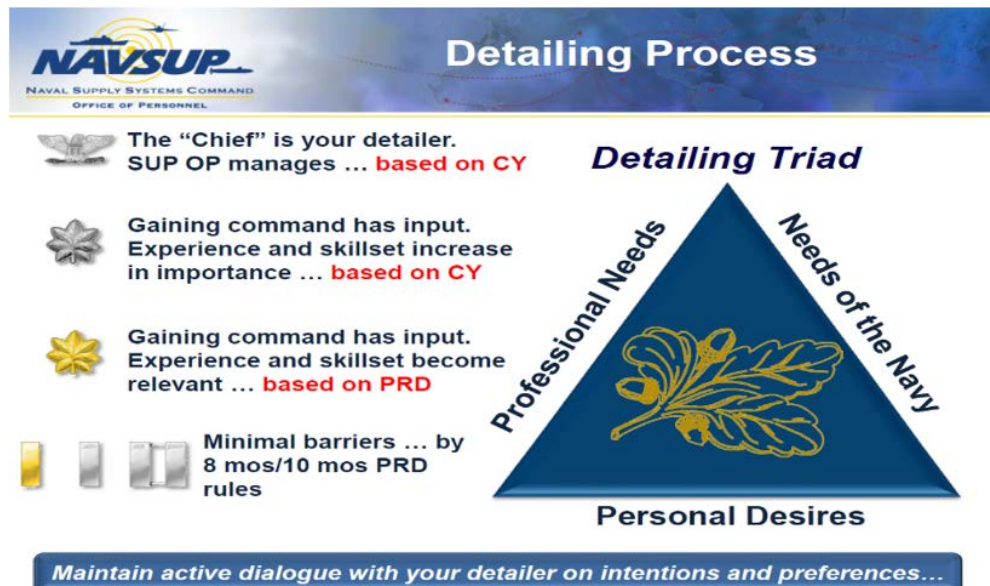 NAVSUP
NAVAL SUPPLY SYSTEMS COMMAND
OFFICE OF PERSONNEL
Detailing Process
The “Chief” is your detailer.
SUP OP manages … based on CY
Gaining command has input.
Experience and skillset increase
in importance … based on CY
Gaining command has input.
Experience and skillset become
relevant … based on PRD
Minimal barriers … by
8 mos/10 mos PRD
rules
Detailing Triad
Professional Needs
Needs of the Navy
Personal Desires
Maintain active dialogue with your detailer on intentions and preferences…